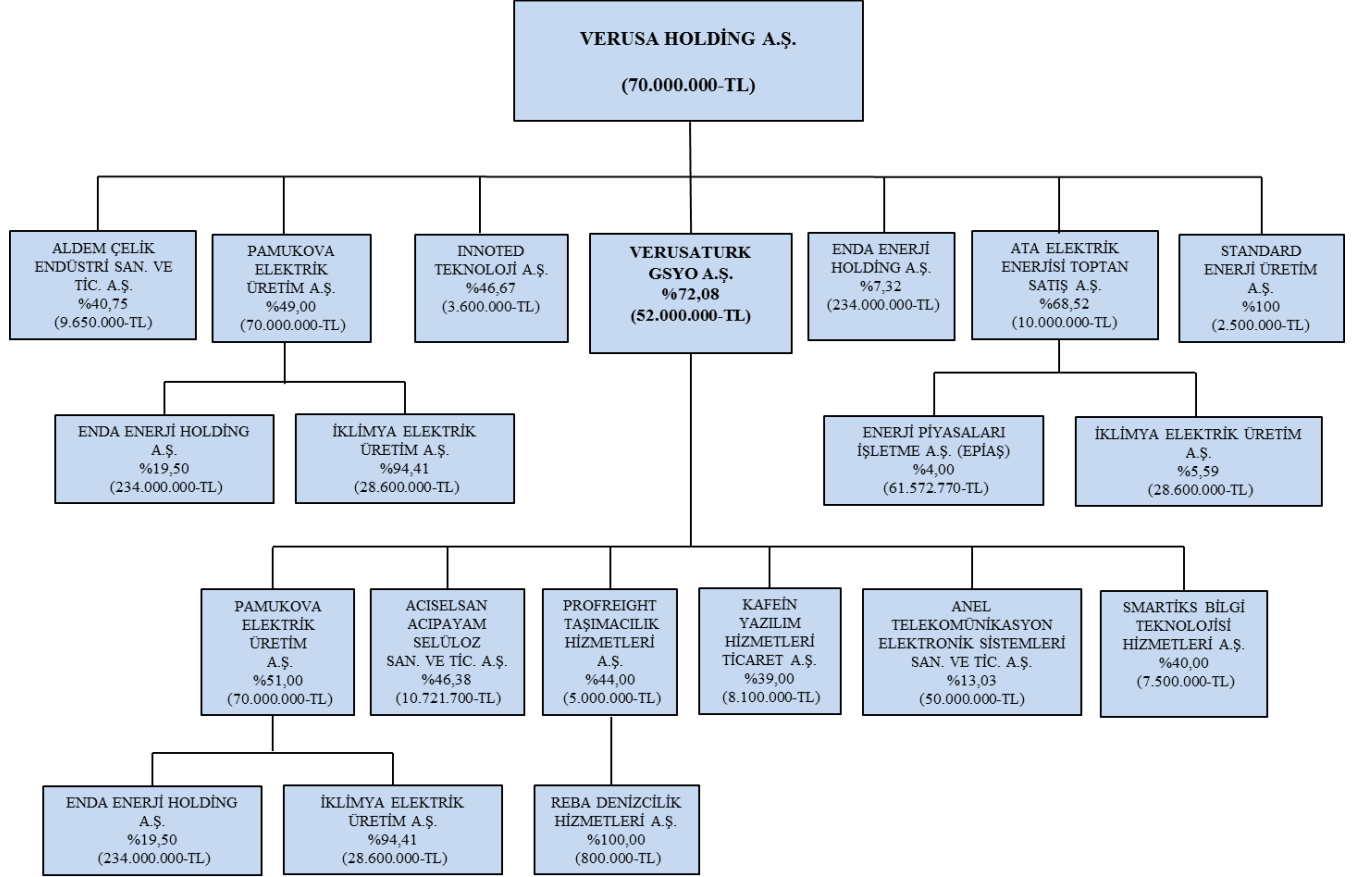 VERUSA HOLDİNG A.Ş.
(70.000.000-TL)
ALDEM ÇELİK
ENDÜSTRİ SAN. VE
TİC. A.Ş.
%40,75
(9.650.000-TL)
PAMUKOVA
ELEKTRİK
ÜRETİM A.Ş.
%49,00
(70.000.000-TL)
INNOTED
TEKNOLOJİ A.Ş.
%46,67
(3.600.000-TL)
VERUSATURK
GSYO A.Ş.
%72,08
(52.000.000-TL)
ENDA ENERJİ
HOLDİNG A.Ş.
%7,32
(234.000.000-TL)
ATA ELEKTRİK
ENERJİSİ TOPTAN
SATIŞ A.Ş.
%68,52
(10.000.000-TL)
STANDARD
ENERJİ ÜRETİM
A.Ş.
%100
(2.500.000-TL)
ENDA ENERJİ HOLDİNG
A.Ş.
%19,50
(234.000.000-TL)
İKLİMYA ELEKTRİK
ÜRETİM A.Ş.
%94,41
(28.600.000-TL)
ENERJİ PİYASALARI
İŞLETME A.Ş. (EPİAŞ)
%4,00
(61.572.770-TL)
İKLİMYA ELEKTRİK ÜRETİM
A.Ş.
%5,59
(28.600.000-TL)
PAMUKOVA
ELEKTRİK
ÜRETİM
A.Ş.
%51,00
(70.000.000-TL)
ACISELSAN
ACIPAYAM
SELÜLOZ
SAN. VE TİC. A.Ş.
%46,38
(10.721.700-TL)
PROFREIGHT
TAŞIMACILIK
HİZMETLERİ
A.Ş.
%44,00
(5.000.000-TL)
KAFEİN
YAZILIM
HİZMETLERİ
TİCARET A.Ş.
%39,00
(8.100.000-TL)
ANEL
TELEKOMÜNİKASYON
ELEKTRONİK SİSTEMLERİ
SAN. VE TİC. A.Ş.
%13,03
(50.000.000-TL)
SMARTİKS BİLGİ
TEKNOLOJİSİ
HİZMETLERİ A.Ş.
%40,00
(7.500.000-TL)
ENDA ENERJİ HOLDİNG
A.Ş.
%19,50
(234.000.000-TL)
İKLİMYA ELEKTRİK
ÜRETİM A.Ş.
%94,41
(28.600.000-TL)
REBA DENİZCİLİK
HİZMETLERİ A.Ş.
%100,00
(800.000-TL)